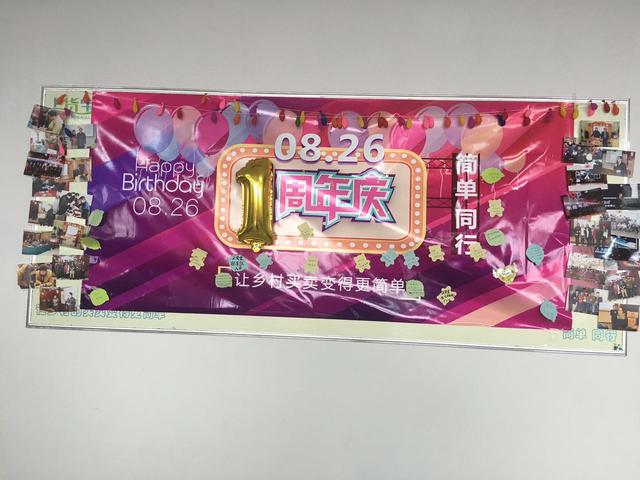 08.26
Happy
Birthday
08.26
1周年庆
简单同行
让乡村买卖变得更简单
简单 同行